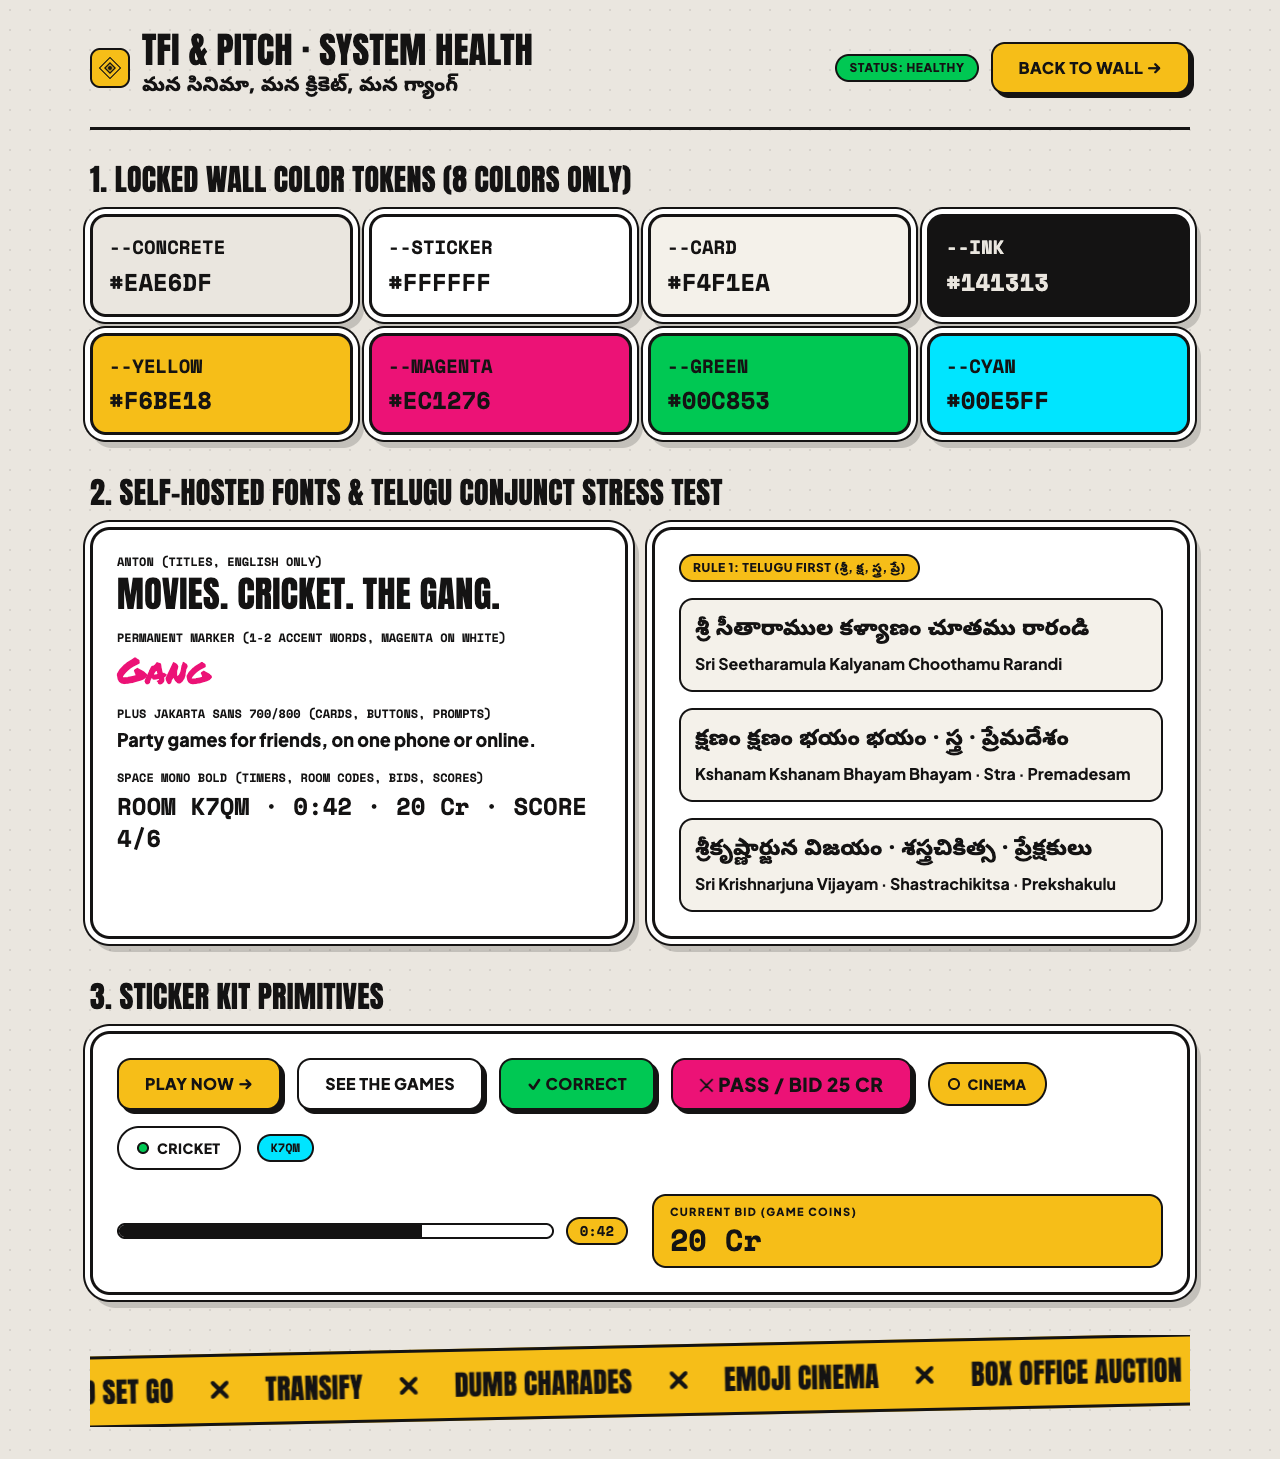 TFI & PITCH · SYSTEM HEALTH
మన సినిమా, మన క్రికెట్, మన గ్యాంగ్
STATUS: HEALTHY
BACK TO WALL →
1. LOCKED WALL COLOR TOKENS (8 COLORS ONLY)
--CONCRETE
#EAE6DF
--STICKER
#FFFFFF
--CARD
#F4F1EA
--INK
#141313
--YELLOW
#F6BE18
--MAGENTA
#EC1276
--GREEN
#00C853
--CYAN
#00E5FF
2. SELF-HOSTED FONTS & TELUGU CONJUNCT STRESS TEST
ANTON (TITLES, ENGLISH ONLY)
MOVIES. CRICKET. THE GANG.
PERMANENT MARKER (1-2 ACCENT WORDS, MAGENTA ON WHITE)
GANG
PLUS JAKARTA SANS 700/800 (CARDS, BUTTONS, PROMPTS)
Party games for friends, on one phone or online.
SPACE MONO BOLD (TIMERS, ROOM CODES, BIDS, SCORES)
ROOM K7QM · 0:42 · 20 Cr · SCORE
4/6
RULE 1: TELUGU FIRST (శ్రీ, క్ష, స్త్ర, ప్రే)
శ్రీ సీతారాముల కళ్యాణం చూతము రారండి
Sri Seetharamula Kalyanam Choothamu Rarandi
క్షణం క్షణం భయం భయం · స్త్ర · ప్రేమదేశం
Kshanam Kshanam Bhayam Bhayam · Stra · Premadesam
శ్రీకృష్ణార్జున విజయం · శస్త్రచికిత్స · ప్రేక్షకులు
Sri Krishnarjuna Vijayam · Shastrachikitsa · Prekshakulu
3. STICKER KIT PRIMITIVES
PLAY NOW →
SEE THE GAMES
✓ CORRECT
✕ PASS / BID 25 CR
CINEMA
CRICKET
K7QM
0:42
CURRENT BID (GAME COINS)
20 Cr
SET GO ✕ TRANSIFY ✕ DUMB CHARADES ✕ EMOJI CINEMA ✕ BOX OFFICE AUCTION